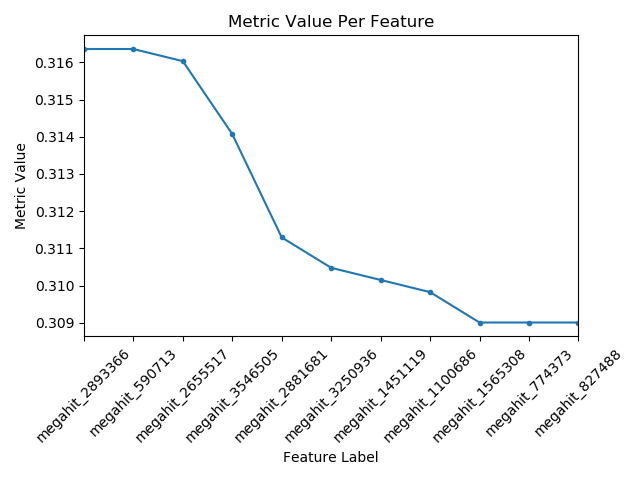 Metric Value Per Feature
Metric Value
0.316
0.315
0.314
0.313
0.312
0.311
0.310
0.309
megahit_2893366
megahit_590713
megahit_2655517
megahit_3546505
megahit_2881681
megahit_3250936
megahit_1451119
megahit_1100686
megahit_1565308
megahit_774373
megahit_827488
Feature Label